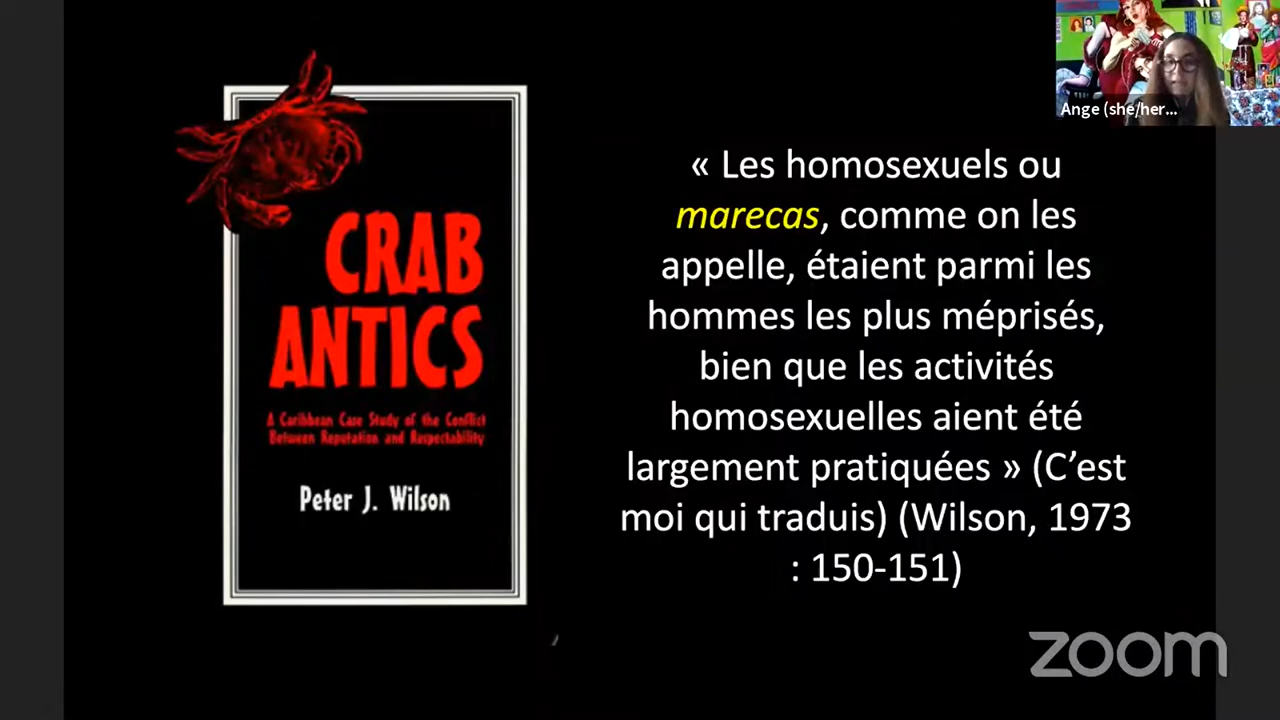 Ange (she/her...
CRAB
ANTICS
A Caribbean Case Study of the Conflict
Between Reputation and Respectability
Peter J. Wilson
« Les homosexuels ou
marecas, comme on les
appelle, étaient parmi les
hommes les plus méprisés,
bien que les activités
homosexuelles aient été
largement pratiquées » (C’est
moi qui traduis) (Wilson, 1973
: 150-151)
zoom